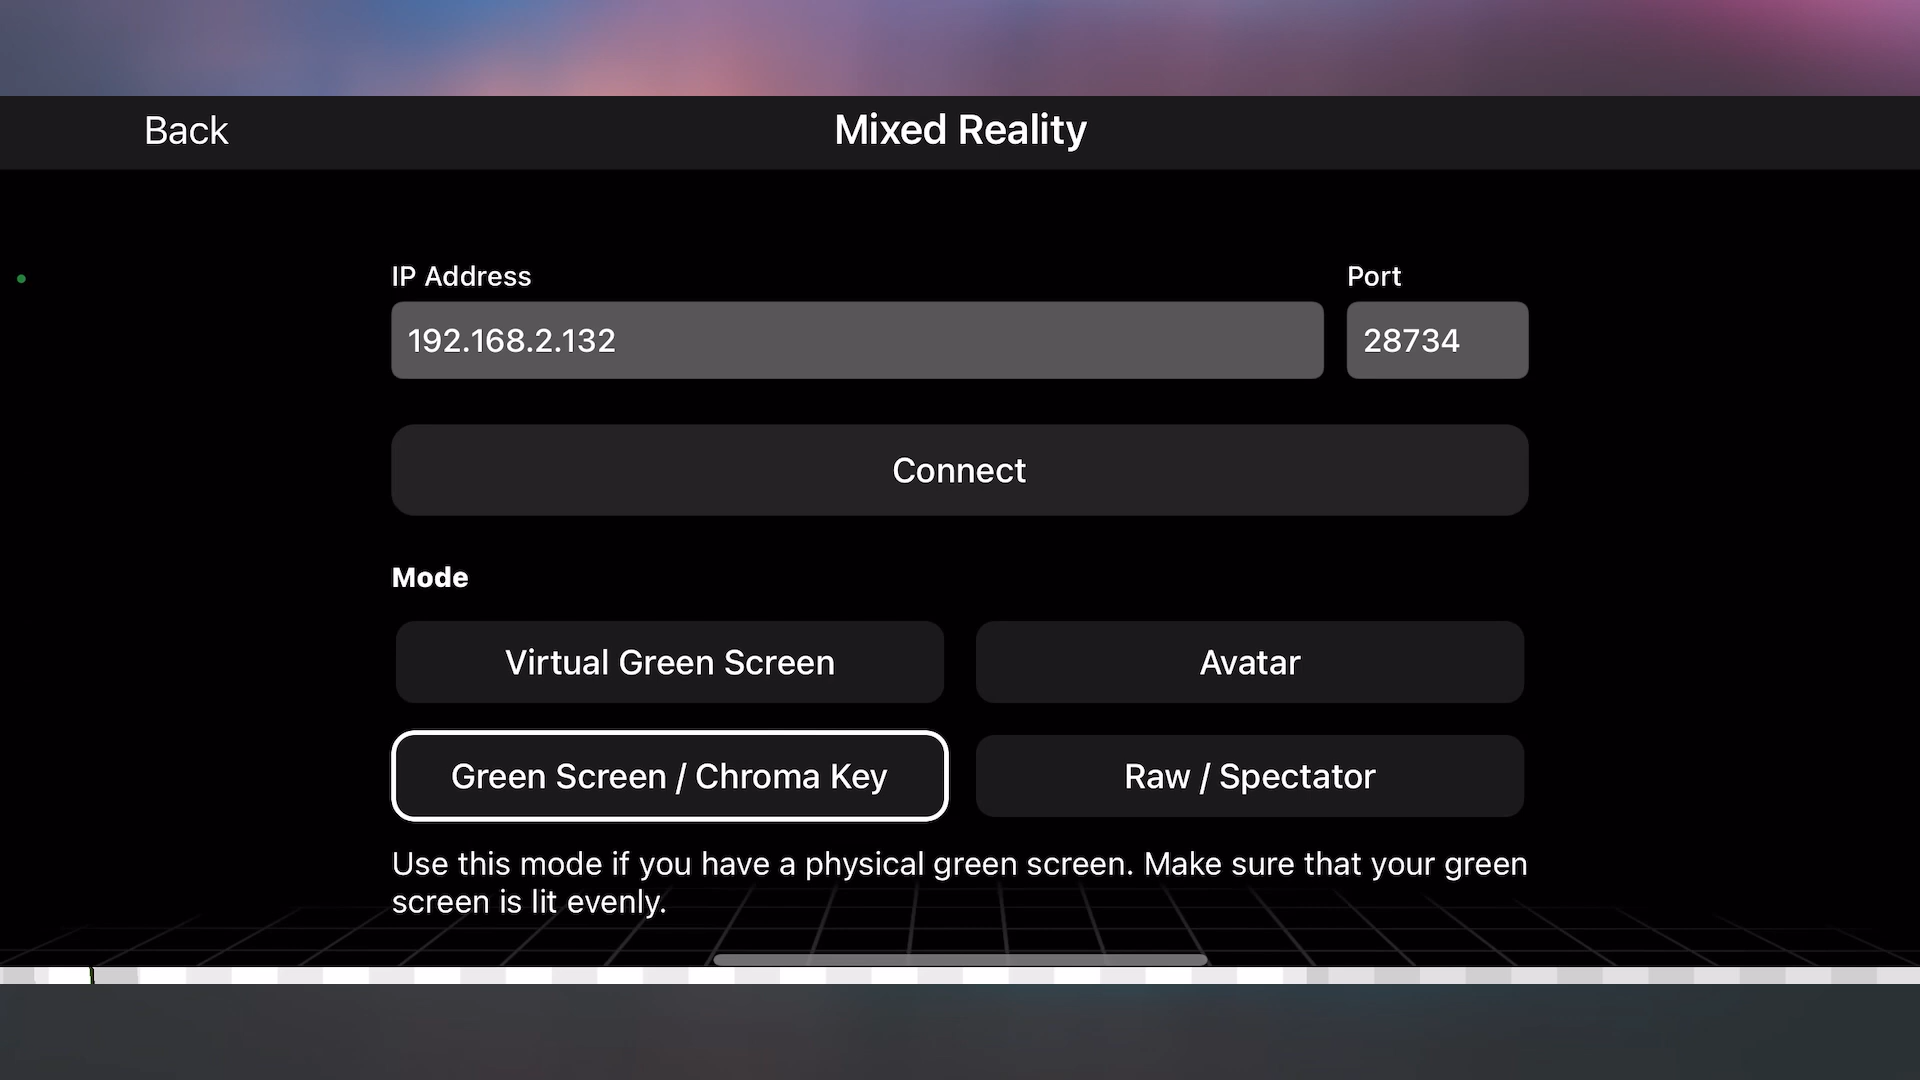 Back
Mixed Reality
IP Address
Port
192.168.2.132
28734
Connect
Mode
Virtual Green Screen
Avatar
Green Screen / Chroma Key
Raw / Spectator
Use this mode if you have a physical green screen. Make sure that your green
screen is lit evenly.